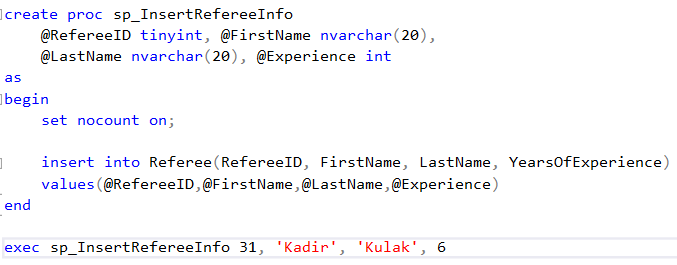 create proc sp_InsertRefereeInfo
@RefereeID tinyint, @FirstName nvarchar(20),
@LastName nvarchar(20), @Experience int
as
begin
set nocount on;
insert into Referee(RefereeID, FirstName, LastName, YearsOfExperience)
values(@RefereeID,@FirstName,@LastName,@Experience)
end
exec sp_InsertRefereeInfo 31, 'Kadir', 'Kulak', 6